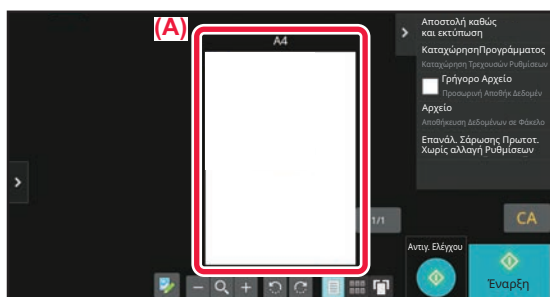 (A)
A4
Αποστολή καθώς
και εκτύπωση
ΚαταχώρησηΠρογράμματος
Καταχώρηση Τρεχουσών Ρυθμίσεων
Γρήγορο Αρχείο
Προσωρινή Αποθήκ Δεδομέν
Αρχείο
Αποθήκευση Δεδομένων σε Φάκελο
Επανάλ. Σάρωσης Πρωτοτ.
Χωρίς αλλαγή Ρυθμίσεων
1/1
CA
Αντιγ. Ελέγχου
Έναρξη